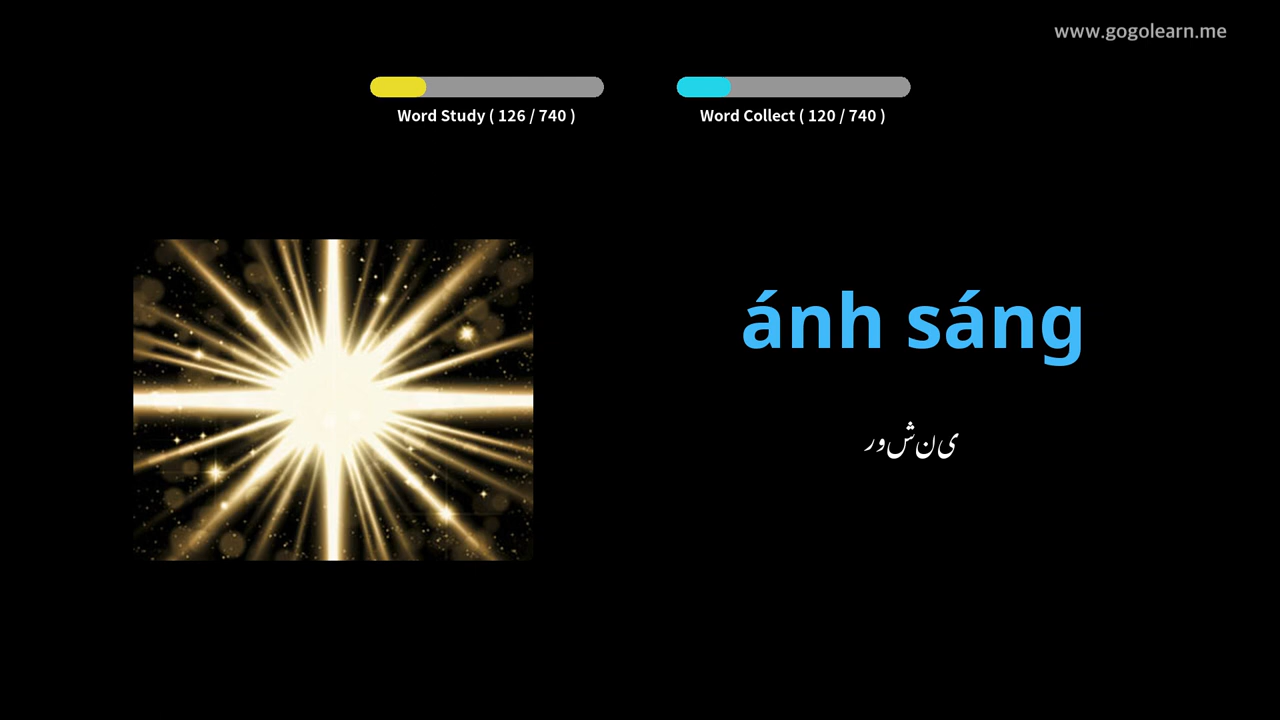 www.gogolearn.me
Word Study ( 126 / 740 )
Word Collect ( 120 / 740 )
ánh sáng
روشنی